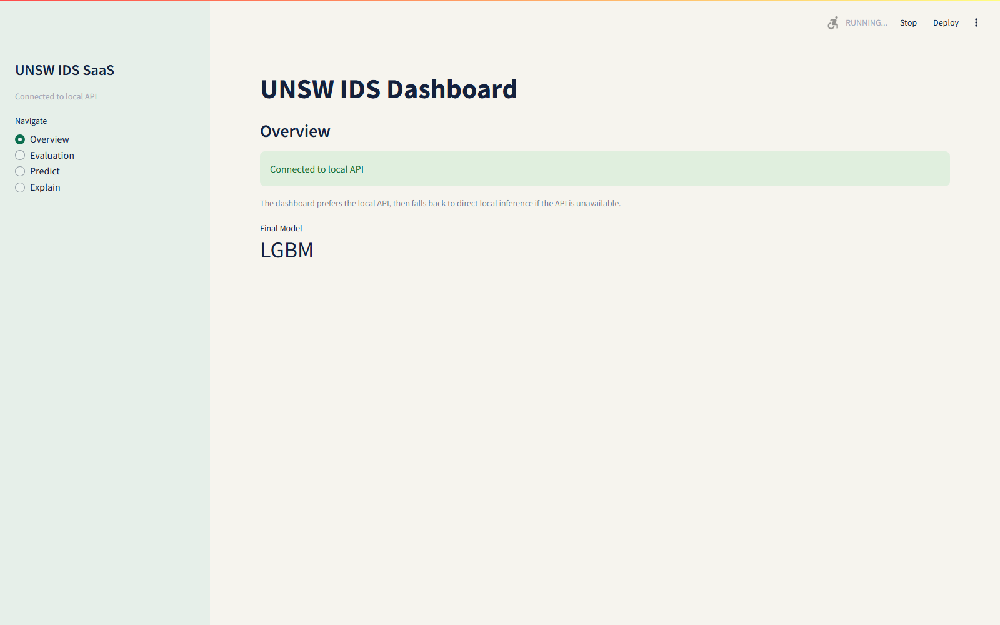 RUNNING...
Stop
Deploy
UNSW IDS SaaS
Connected to local API
Navigate
Overview
Evaluation
Predict
Explain
UNSW IDS Dashboard
Overview
Connected to local API
The dashboard prefers the local API, then falls back to direct local inference if the API is unavailable.
Final Model
LGBM